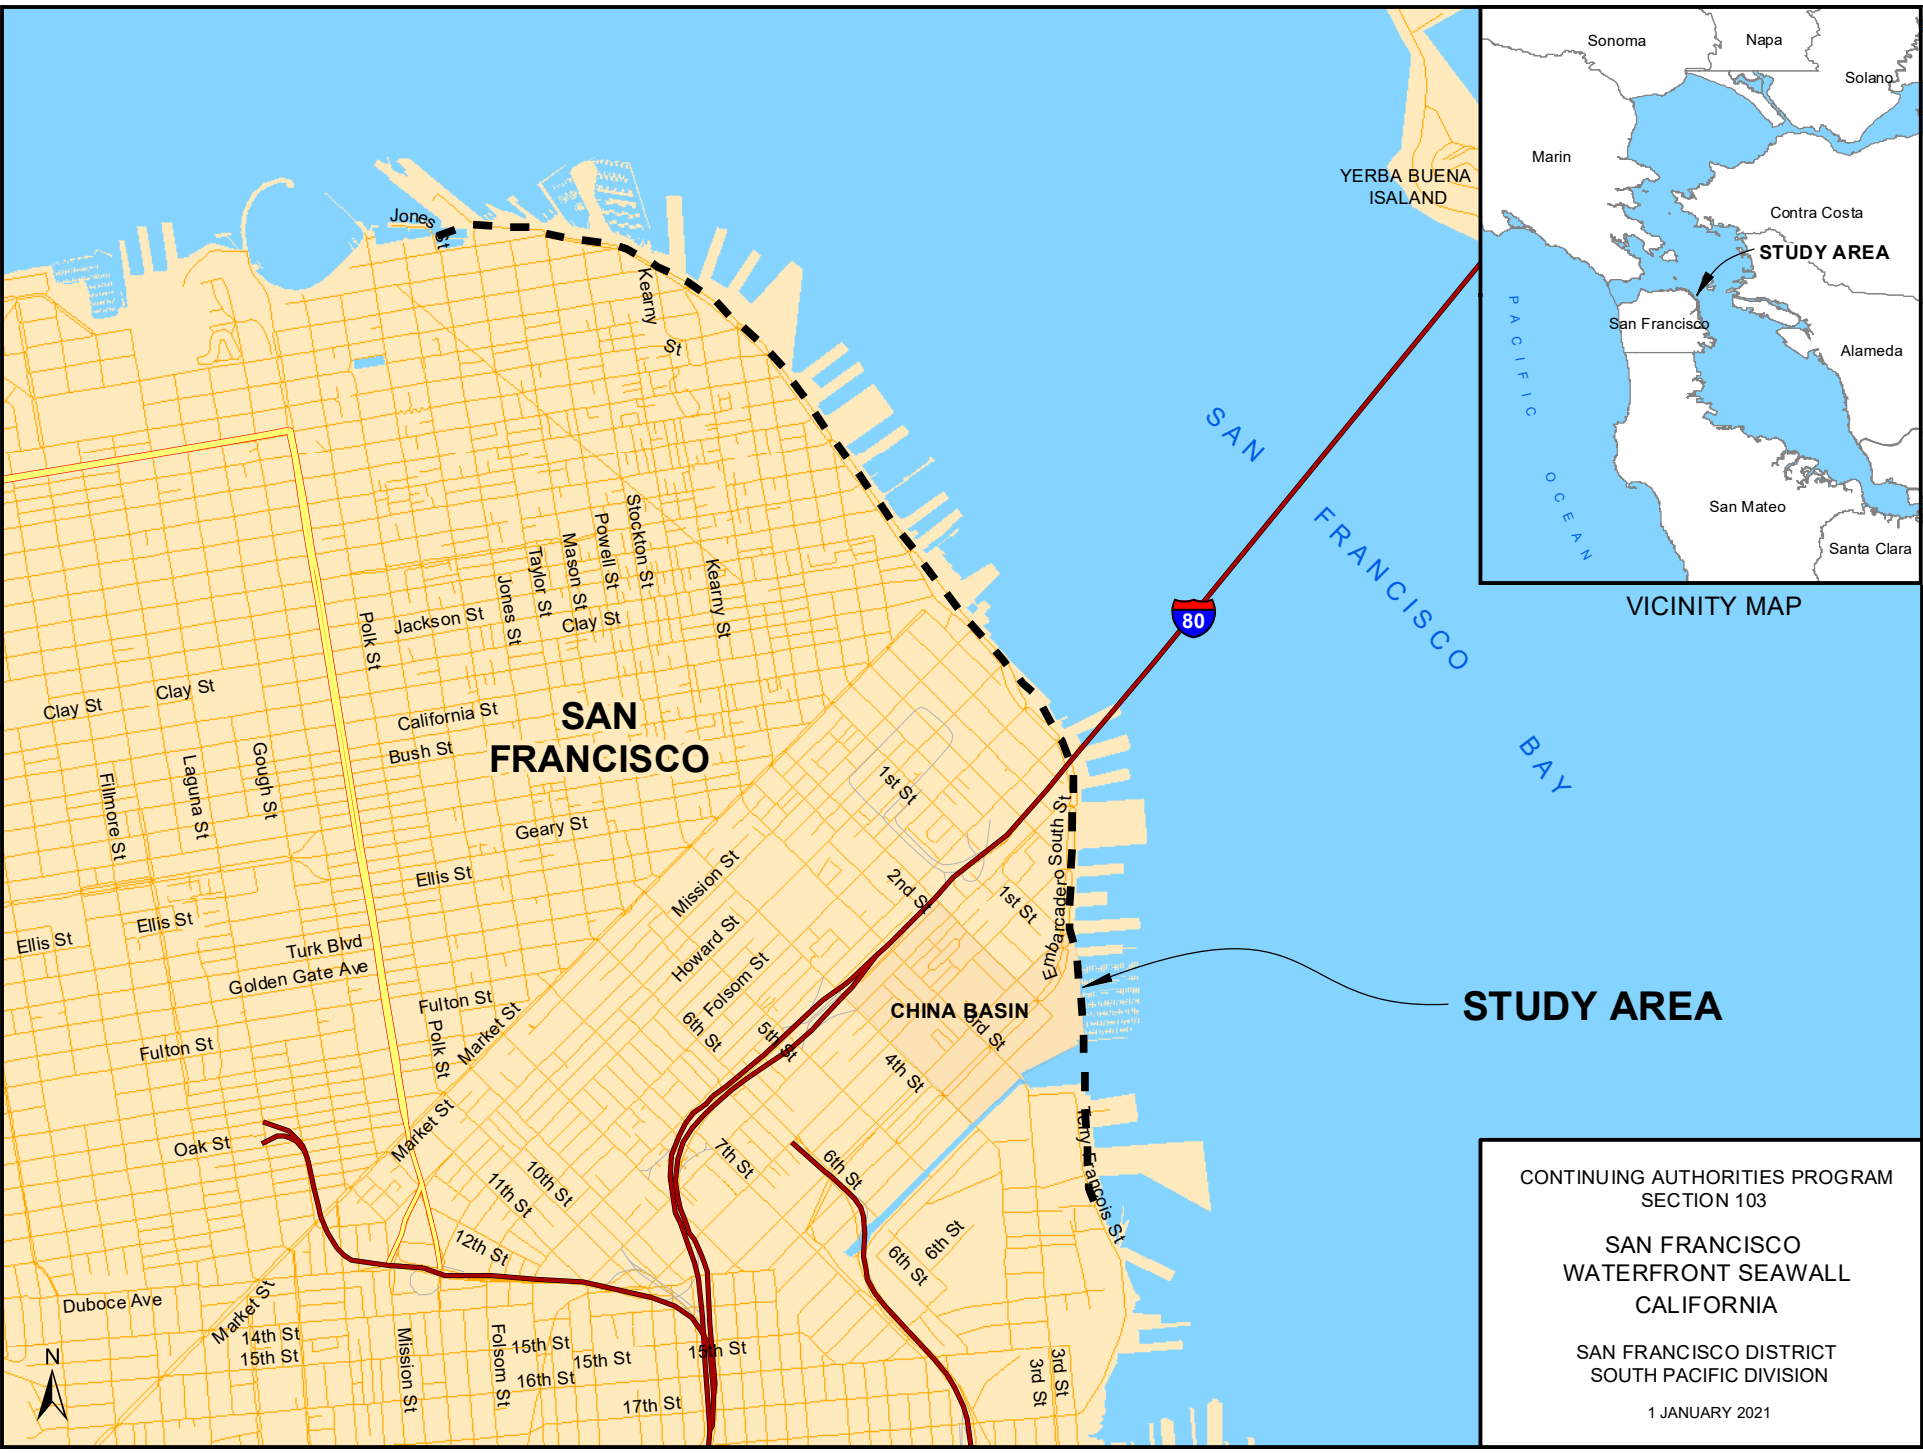 Jones St
Kearny
St
YERBA BUENA
ISALAND
SAN
FRANCISCO
BAY
80
Stockton St
Powell St
Mason St
Taylor St
Jones St
Kearny St
Clay St
Jackson St
Polk St
Clay St
Clay St
California St
Bush St
SAN
FRANCISCO
Gough St
Laguna St
Fillmore St
Geary St
1st St
Embarcadero South St
Mission St
Ellis St
2nd St
1st St
Ellis St
Ellis St
Turk Blvd
Golden Gate Ave
Howard St
Folsom St
Fulton St
Polk St
Market St
6th St
5th St
CHINA BASIN
3rd St
4th St
STUDY AREA
Fulton St
Market St
Oak St
Terry Francois St
7th St
6th St
10th St
11th St
12th St
6th St
6th St
Duboce Ave
Market St
14th St
15th St
Mission St
Folsom St
15th St
15th St
15th St
16th St
17th St
3rd St
3rd St
N
Sonoma
Napa
Solano
Marin
Contra Costa
STUDY AREA
San Francisco
Alameda
PACIFIC
OCEAN
San Mateo
Santa Clara
VICINITY MAP
CONTINUING AUTHORITIES PROGRAM
SECTION 103
SAN FRANCISCO
WATERFRONT SEAWALL
CALIFORNIA
SAN FRANCISCO DISTRICT
SOUTH PACIFIC DIVISION
1 JANUARY 2021